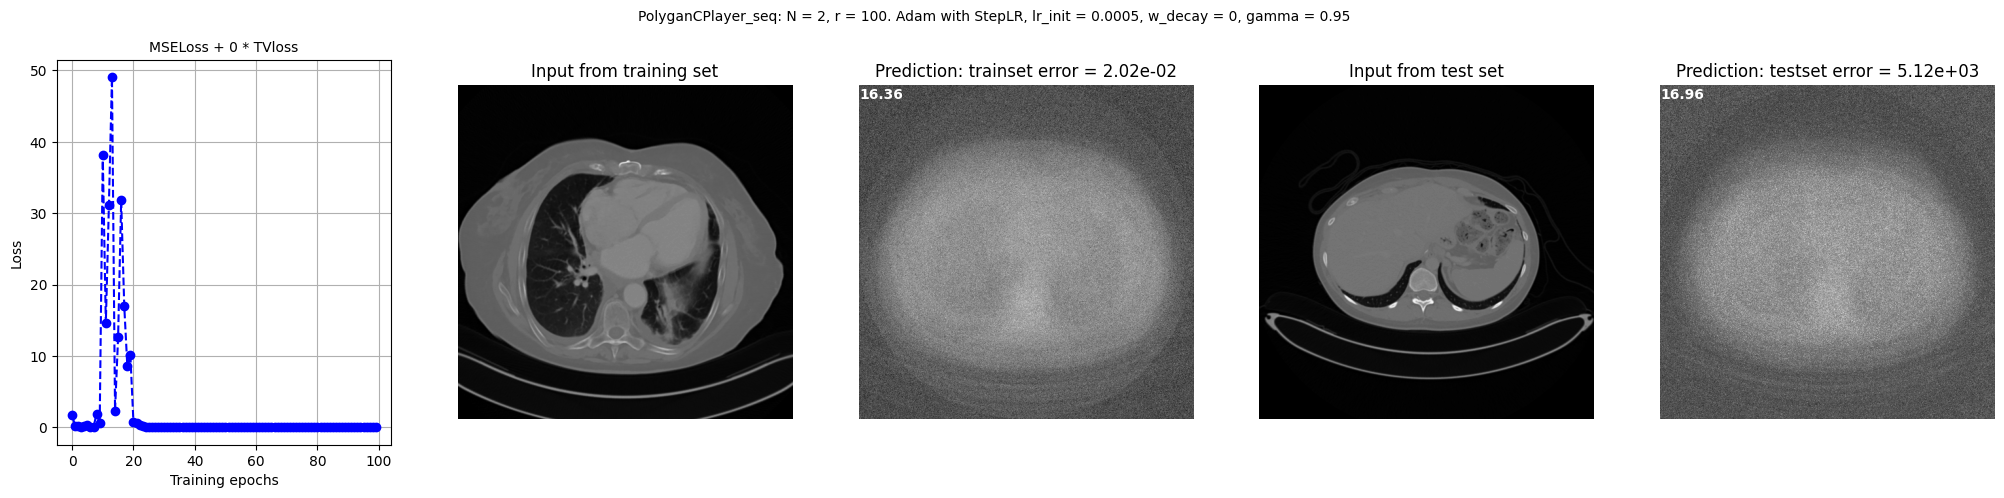 PolyganCPlayer_seq: N = 2, r = 100. Adam with StepLR, lr_init = 0.0005, w_decay = 0, gamma = 0.95
MSELoss + 0 * TVloss
50
40
30
20
10
0
Loss
0 20 40 60 80 100
Training epochs
Input from training set
Prediction: trainset error = 2.02e-02
16.36
Input from test set
Prediction: testset error = 5.12e+03
16.96